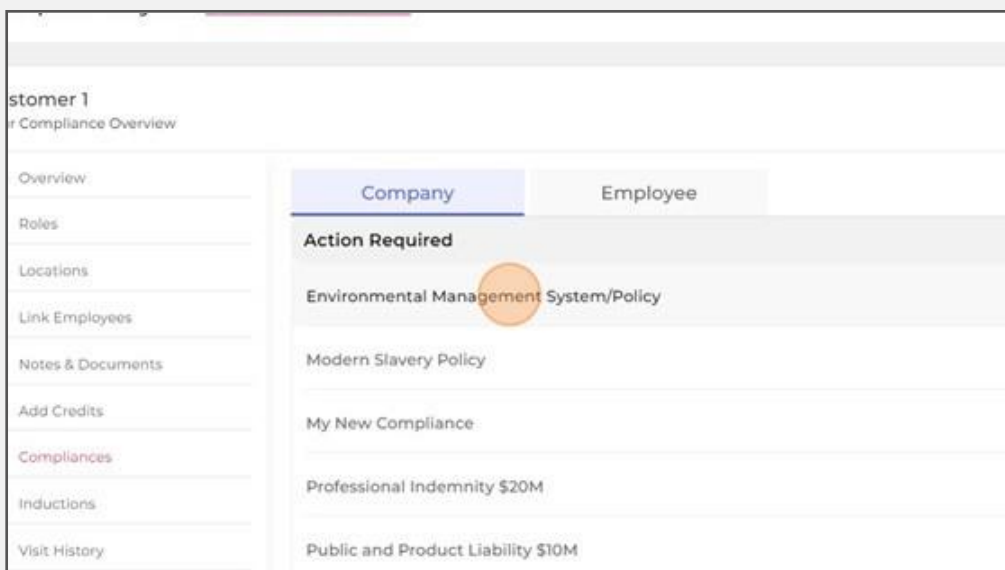 stomer 1
r Compliance Overview
Overview
Roles
Locations
Link Employees
Notes & Documents
Add Credits
Compliances
Inductions
Visit History
Company
Employee
Action Required
Environmental Management System/Policy
Modern Slavery Policy
My New Compliance
Professional Indemnity $20M
Public and Product Liability $10M